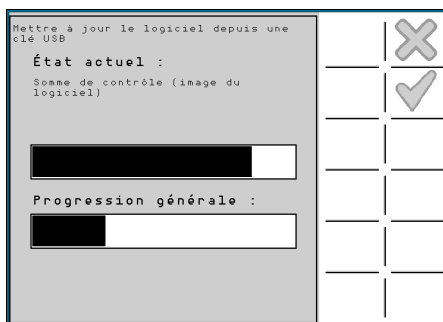 Mettre à jour le logiciel depuis une
clé USB
État actuel :
Somme de contrôle (image du
logiciel)
Progression générale :